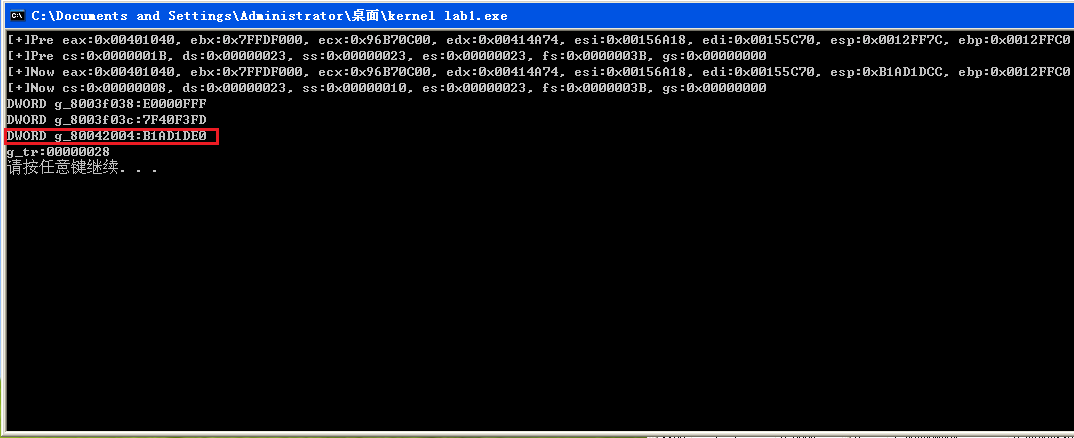 C:\Documents and Settings\Administrator\桌面\kernel lab1.exe
[+]Pre eax:0x00401040, ebx:0x7FFDF000, ecx:0x96B70C00, edx:0x00414A74, esi:0x00156A18, edi:0x00155C70, esp:0x0012FF7C, ebp:0x0012FFC0
[+]Pre cs:0x0000001B, ds:0x00000023, ss:0x00000023, es:0x00000023, fs:0x0000003B, gs:0x00000000
[+]Now eax:0x00401040, ebx:0x7FFDF000, ecx:0x96B70C00, edx:0x00414A74, esi:0x00156A18, edi:0x00155C70, esp:0xB1AD1DCC, ebp:0x0012FFC0
[+]Now cs:0x00000008, ds:0x00000023, ss:0x00000010, es:0x00000023, fs:0x0000003B, gs:0x00000000
DWORD g_8003f038:E0000FFF
DWORD g_8003f03c:7F40F3FD
DWORD g_80042004:B1AD1DE0
g_tr:00000028
请按任意键继续. . .